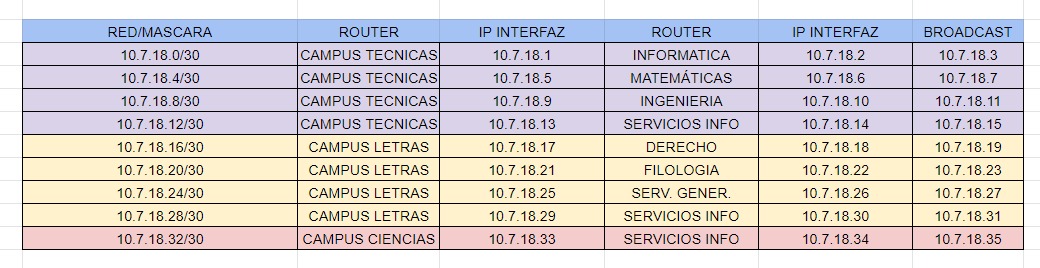 RED/MASCARA ROUTER IP INTERFAZ ROUTER IP INTERFAZ BROADCAST
10.7.18.0/30 CAMPUS TECNICAS 10.7.18.1 INFORMATICA 10.7.18.2 10.7.18.3
10.7.18.4/30 CAMPUS TECNICAS 10.7.18.5 MATEMÁTICAS 10.7.18.6 10.7.18.7
10.7.18.8/30 CAMPUS TECNICAS 10.7.18.9 INGENIERIA 10.7.18.10 10.7.18.11
10.7.18.12/30 CAMPUS TECNICAS 10.7.18.13 SERVICIOS INFO 10.7.18.14 10.7.18.15
10.7.18.16/30 CAMPUS LETRAS 10.7.18.17 DERECHO 10.7.18.18 10.7.18.19
10.7.18.20/30 CAMPUS LETRAS 10.7.18.21 FILOLOGIA 10.7.18.22 10.7.18.23
10.7.18.24/30 CAMPUS LETRAS 10.7.18.25 SERV. GENER. 10.7.18.26 10.7.18.27
10.7.18.28/30 CAMPUS LETRAS 10.7.18.29 SERVICIOS INFO 10.7.18.30 10.7.18.31
10.7.18.32/30 CAMPUS CIENCIAS 10.7.18.33 SERVICIOS INFO 10.7.18.34 10.7.18.35